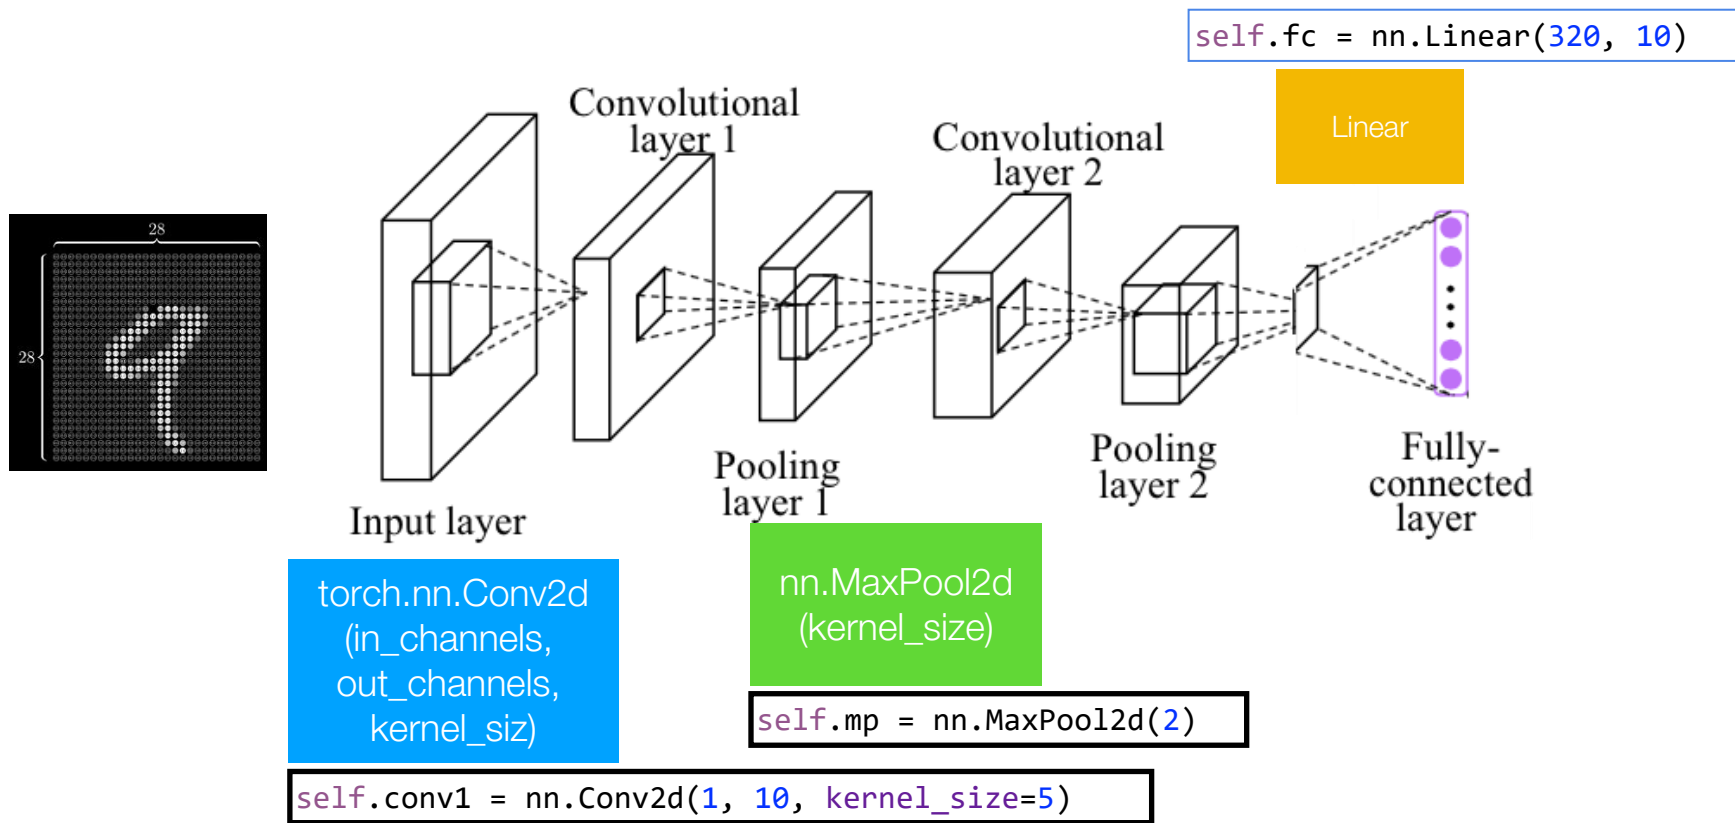 self.fc = nn.Linear(320, 10)
Linear
Convolutional
layer 1
Convolutional
layer 2
28
28
Input layer
Pooling
layer 1
Pooling
layer 2
Fully-
connected
layer
torch.nn.Conv2d
(in_channels,
out_channels,
kernel_siz)
nn.MaxPool2d
(kernel_size)
self.mp = nn.MaxPool2d(2)
self.conv1 = nn.Conv2d(1, 10, kernel_size=5)